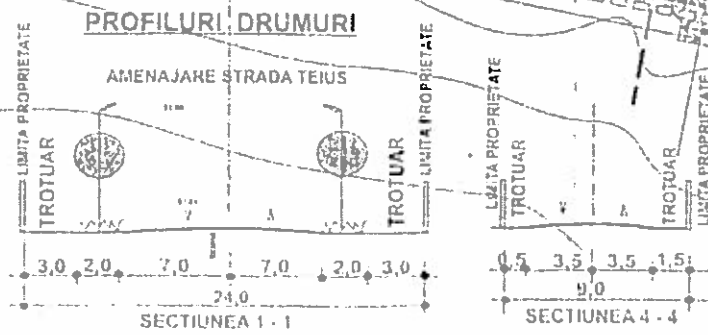 PROFILURI DRUMURI
AMENAJARE STRADA TEIUS
LIMITA PROPRIETATE
TROTUAR
TROTUAR
LIMITA PROPRIETATE
3,0 2,0 7,0 7,0 2,0 3,0
24,0
SECTIUNEA 1 - 1
LIMITA PROPRIETATE
TROTUAR
TROTUAR
LIMITA PROPRIETATE
0,5 3,5 3,5 1,5
9,0
SECTIUNEA 4 - 4